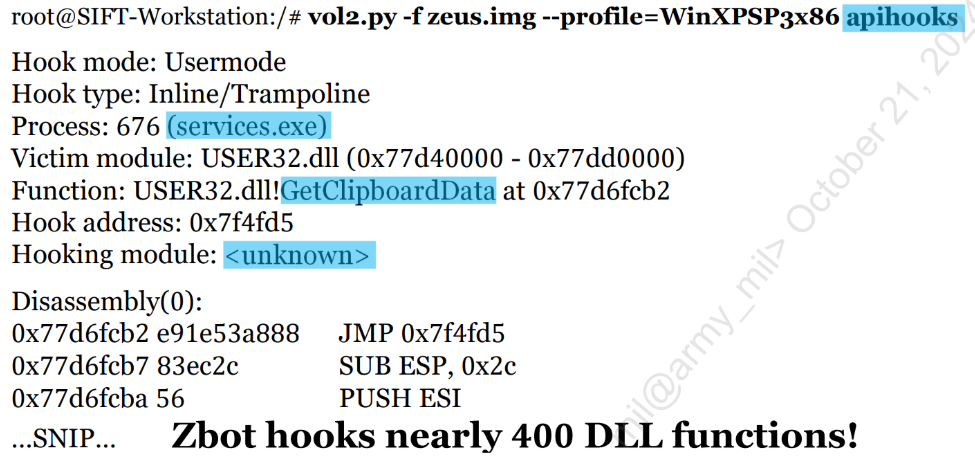 root@SIFT-Workstation:/# vol2.py -f zeus.img --profile=WinXPSP3x86 apihooks
Hook mode: Usermode
Hook type: Inline/Trampoline
Process: 676 (services.exe)
Victim module: USER32.dll (0x77d40000 - 0x77dd0000)
Function: USER32.dll!GetClipboardData at 0x77d6fcb2
Hook address: 0x7f4fd5
Hooking module: <unknown>
Disassembly(0):
0x77d6fcb2 e91e53a888 JMP 0x7f4fd5
0x77d6fcb7 83ec2c SUB ESP, 0x2c
0x77d6fcba 56 PUSH ESI
...SNIP... Zbot hooks nearly 400 DLL functions!
mil@army_mil> October 21,